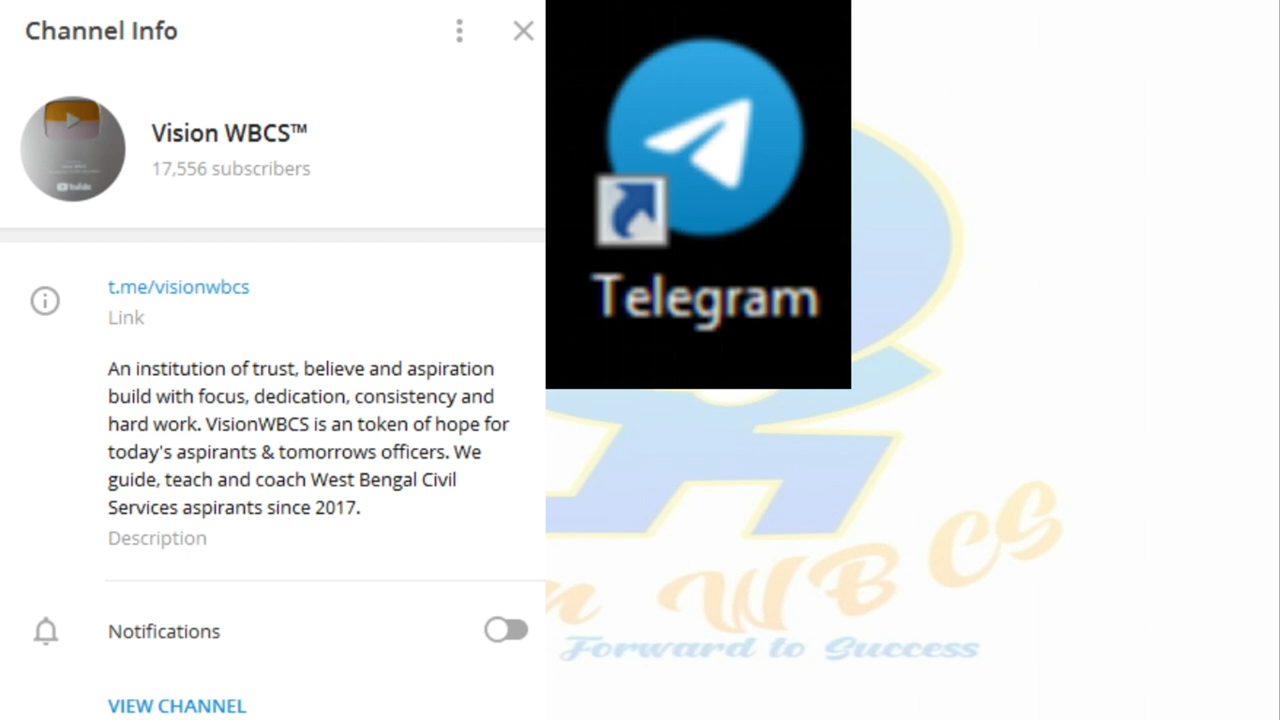 Channel Info
Vision WBCS™
17,556 subscribers
t.me/visionwbcs
Link
An institution of trust, believe and aspiration
build with focus, dedication, consistency and
hard work. VisionWBCS is an token of hope for
today's aspirants & tomorrows officers. We
guide, teach and coach West Bengal Civil
Services aspirants since 2017.
Description
Notifications
VIEW CHANNEL
Telegram
n WBCS
Forward to Success